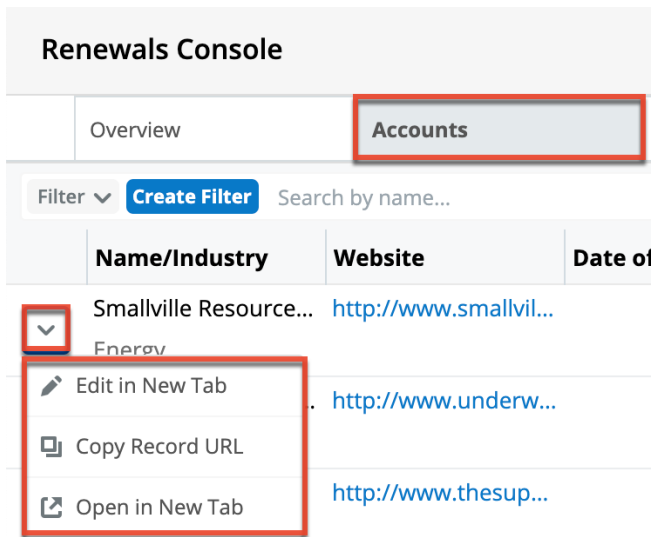 Renewals Console
Overview Accounts
Filter Create Filter Search by name...
Name/Industry Website Date of
Smallville Resource... http://www.smallvil...
Energy
Edit in New Tab
. http://www.underw...
Copy Record URL
http://www.thesup...
Open in New Tab